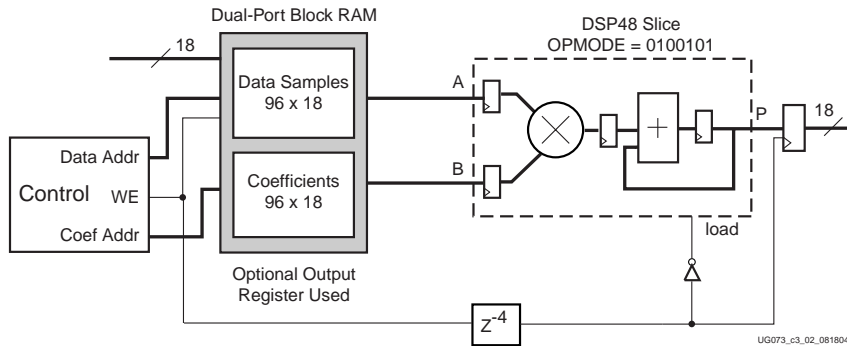 Dual-Port Block RAM
DSP48 Slice
OPMODE = 0100101
18
Data Samples
96 x 18
A
P
18
Data Addr
Control
WE
Coef Addr
B
Coefficients
96 x 18
load
Optional Output
Register Used
Z-4
UG073_c3_02_081804